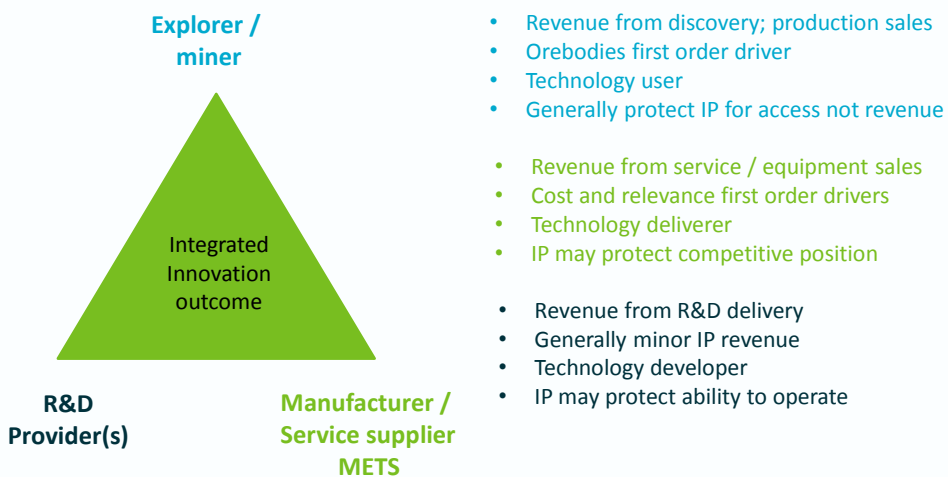 Explorer /
miner
Integrated
Innovation
outcome
R&D
Provider(s)
Manufacturer /
Service supplier
METS
• Revenue from discovery; production sales
• Orebodies first order driver
• Technology user
• Generally protect IP for access not revenue
• Revenue from service / equipment sales
• Cost and relevance first order drivers
• Technology deliverer
• IP may protect competitive position
• Revenue from R&D delivery
• Generally minor IP revenue
• Technology developer
• IP may protect ability to operate